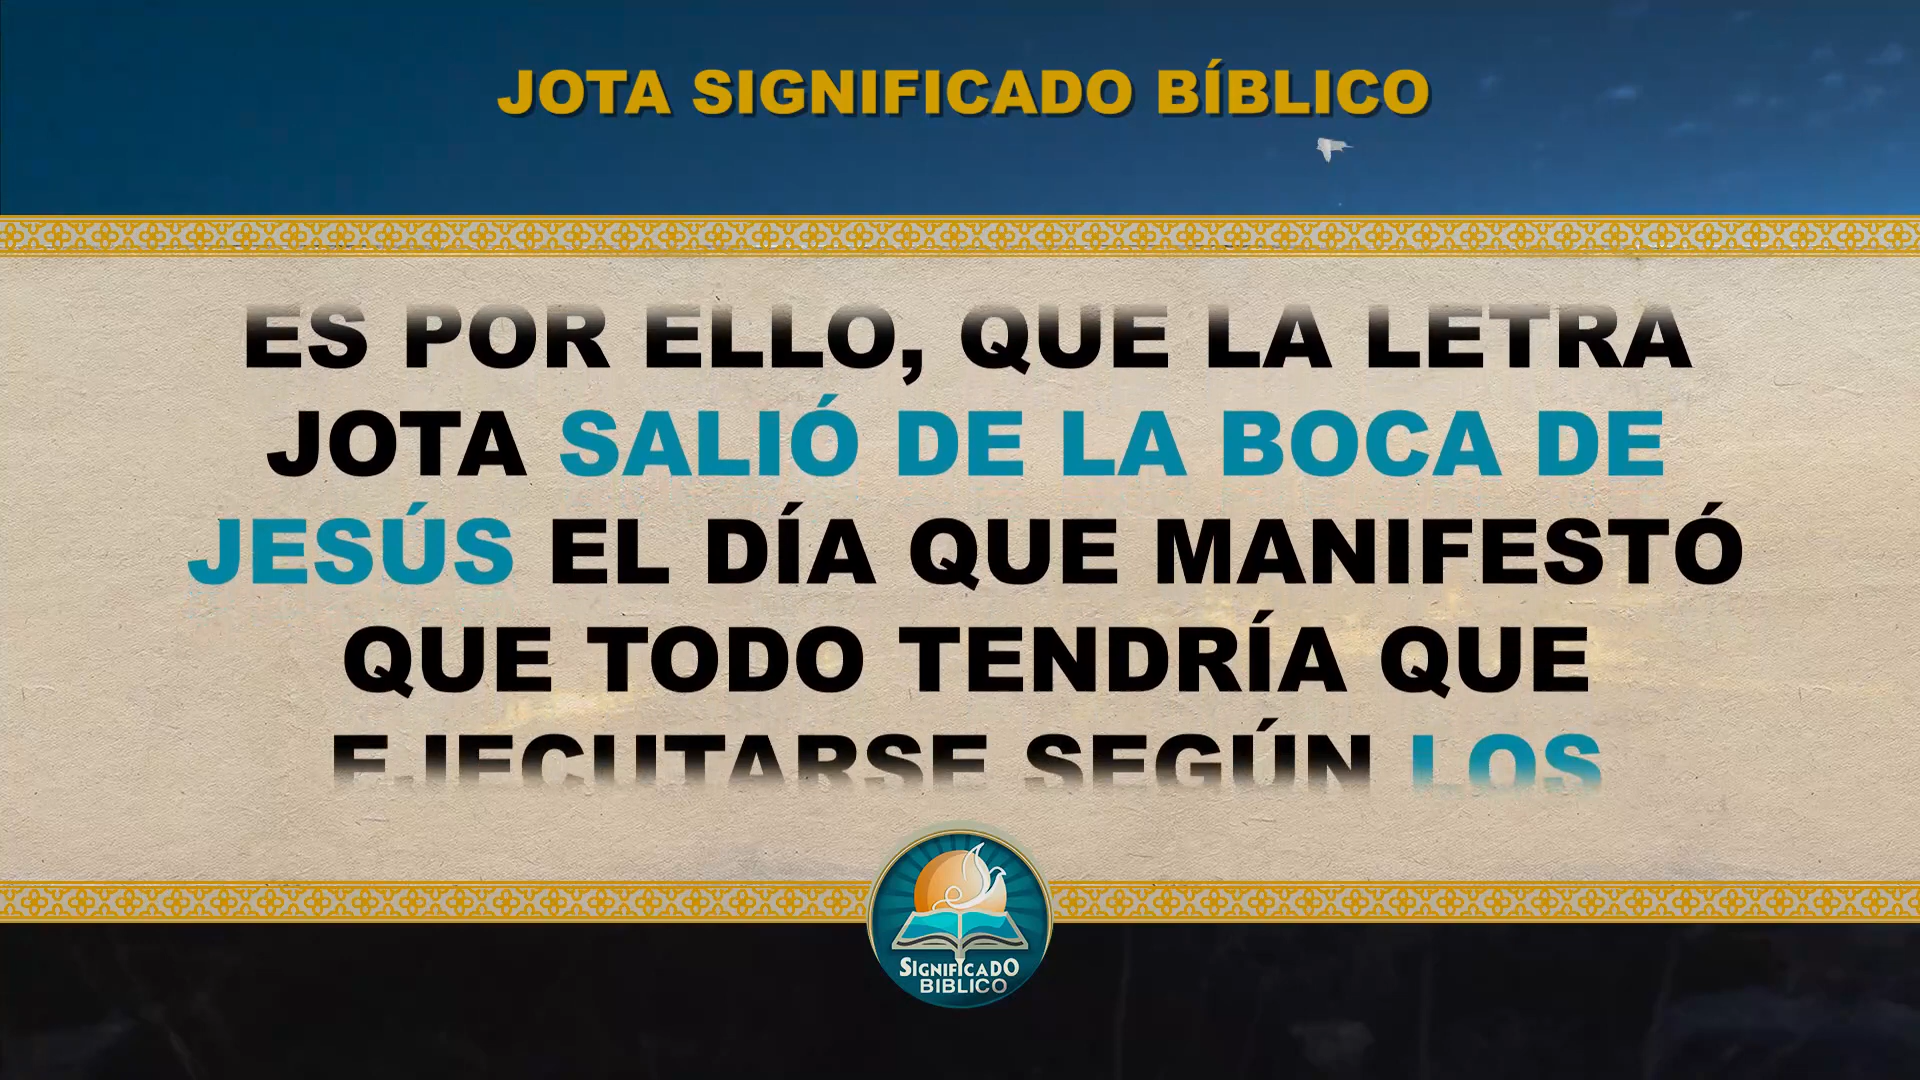 JOTA SIGNIFICADO BÍBLICO
ES POR ELLO, QUE LA LETRA
JOTA SALIÓ DE LA BOCA DE
JESÚS EL DÍA QUE MANIFESTÓ
QUE TODO TENDRÍA QUE
EJECUTARSE SEGÚN LOS
SIGNIFICADO
BIBLICO